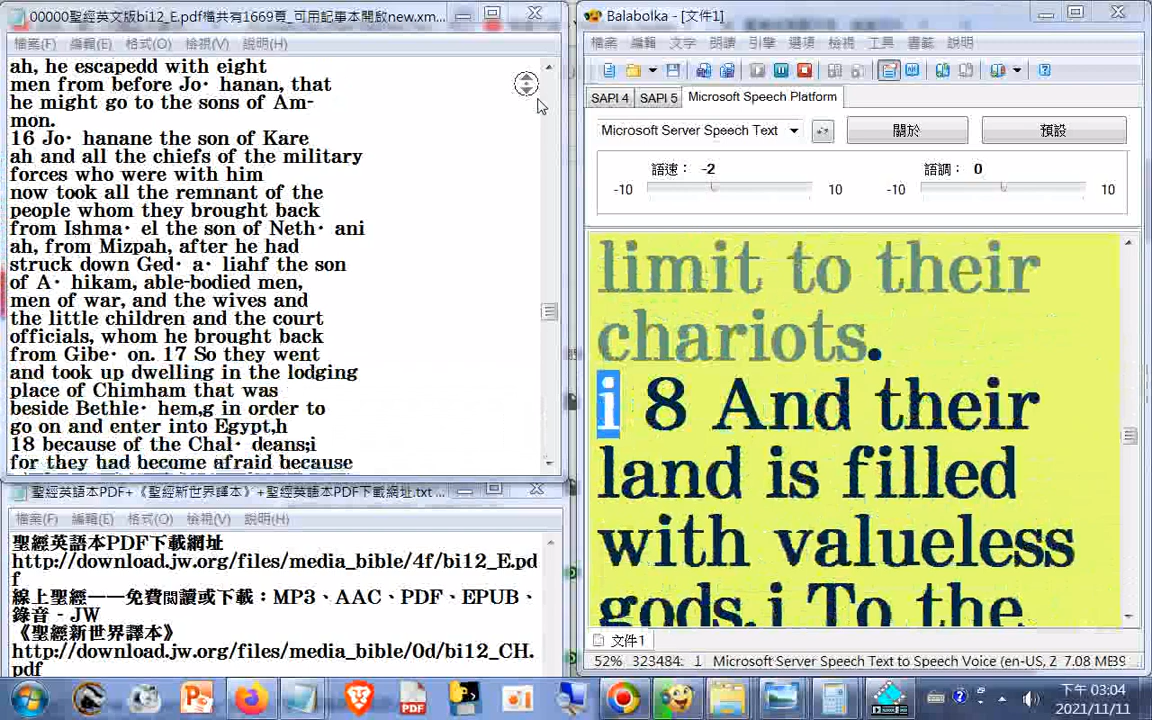 00000聖經英文版bi12_E.pdf檔共有1669頁_可用記事本開啟new.xm...
檔案(F) 編輯(E) 格式(O) 檢視(V) 說明(H)
ah, he escapedd with eight
men from before Jo· hanan, that
he might go to the sons of Am-
mon.
16 Jo· hanane the son of Kare
ah and all the chiefs of the military
forces who were with him
now took all the remnant of the
people whom they brought back
from Ishma· el the son of Neth· ani
ah, from Mizpah, after he had
struck down Ged· a· liahf the son
of A· hikam, able-bodied men,
men of war, and the wives and
the little children and the court
officials, whom he brought back
from Gibe· on. 17 So they went
and took up dwelling in the lodging
place of Chimham that was
beside Bethle· hem,g in order to
go on and enter into Egypt,h
18 because of the Chal· deans;i
for they had become afraid because
聖經英語本PDF+《聖經新世界譯本》+聖經英語本PDF下載網址.txt ...
檔案(F) 編輯(E) 格式(O) 檢視(V) 說明(H)
聖經英語本PDF下載網址
http://download.jw.org/files/media_bible/4f/bi12_E.pd
f
線上聖經——免費閱讀或下載：MP3、AAC、PDF、EPUB、
錄音 - JW
《聖經新世界譯本》
http://download.jw.org/files/media_bible/0d/bi12_CH.
pdf
Balabolka - [文件1]
檔案 編輯 文字 朗讀 引擎 選項 檢視 工具 書籤 說明
SAPI 4 SAPI 5 Microsoft Speech Platform
Microsoft Server Speech Text 關於 預設
語速： -2 語調： 0
-10 10 -10 10
limit to their
chariots.
i 8 And their
land is filled
with valueless
gods.j To the
文件1
52% 323484: 1 Microsoft Server Speech Text to Speech Voice (en-US, Z 7.08 MB
下午 03:04
2021/11/11